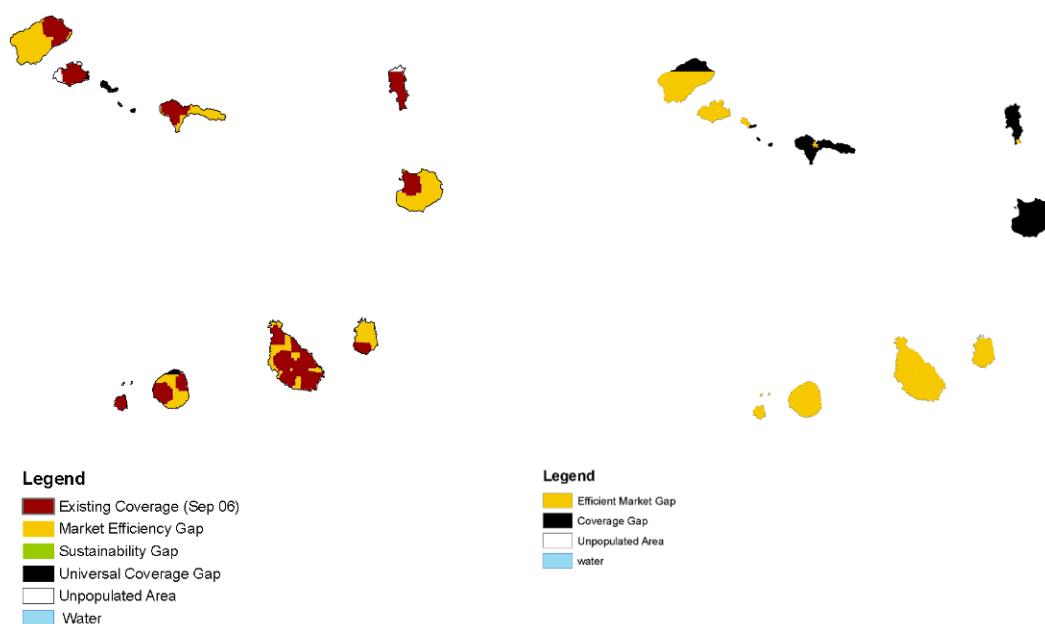 Legend
Existing Coverage (Sep 06)
Market Efficiency Gap
Sustainability Gap
Universal Coverage Gap
Unpopulated Area
Water
Legend
Efficient Market Gap
Coverage Gap
Unpopulated Area
water